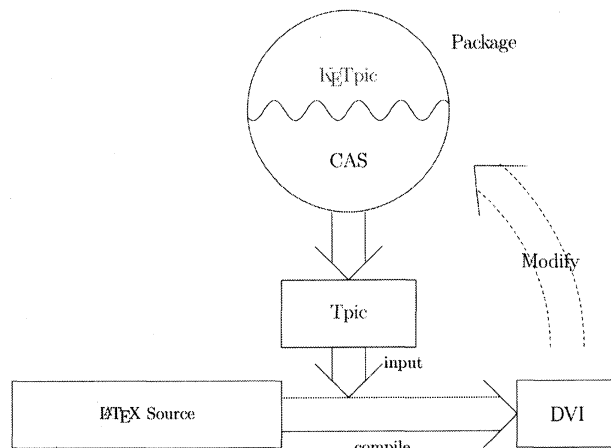 Package
KETpic
CAS
Modify
Tpic
input
LATEX Source
DVI
compile